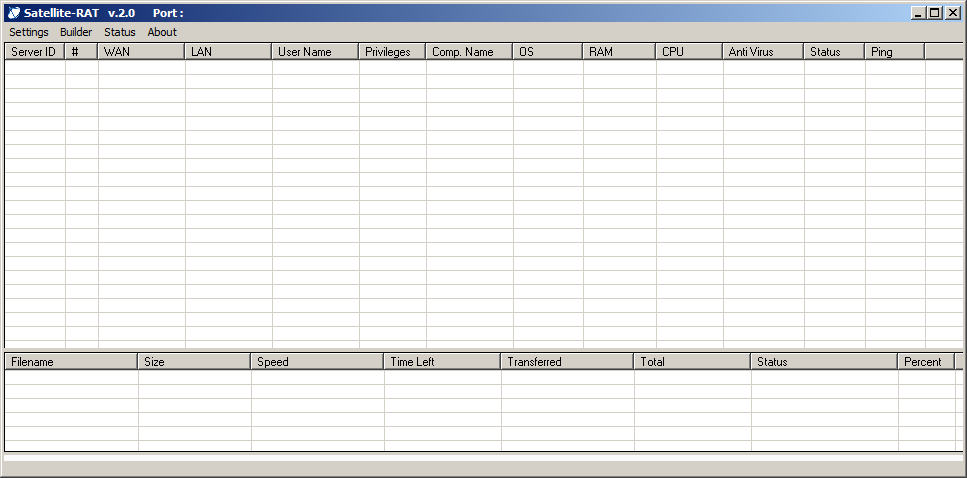 Satellite-RAT v.2.0 Port :
Settings Builder Status About
Server ID # WAN LAN User Name Privileges Comp. Name OS RAM CPU Anti Virus Status Ping
Filename Size Speed Time Left Transferred Total Status Percent